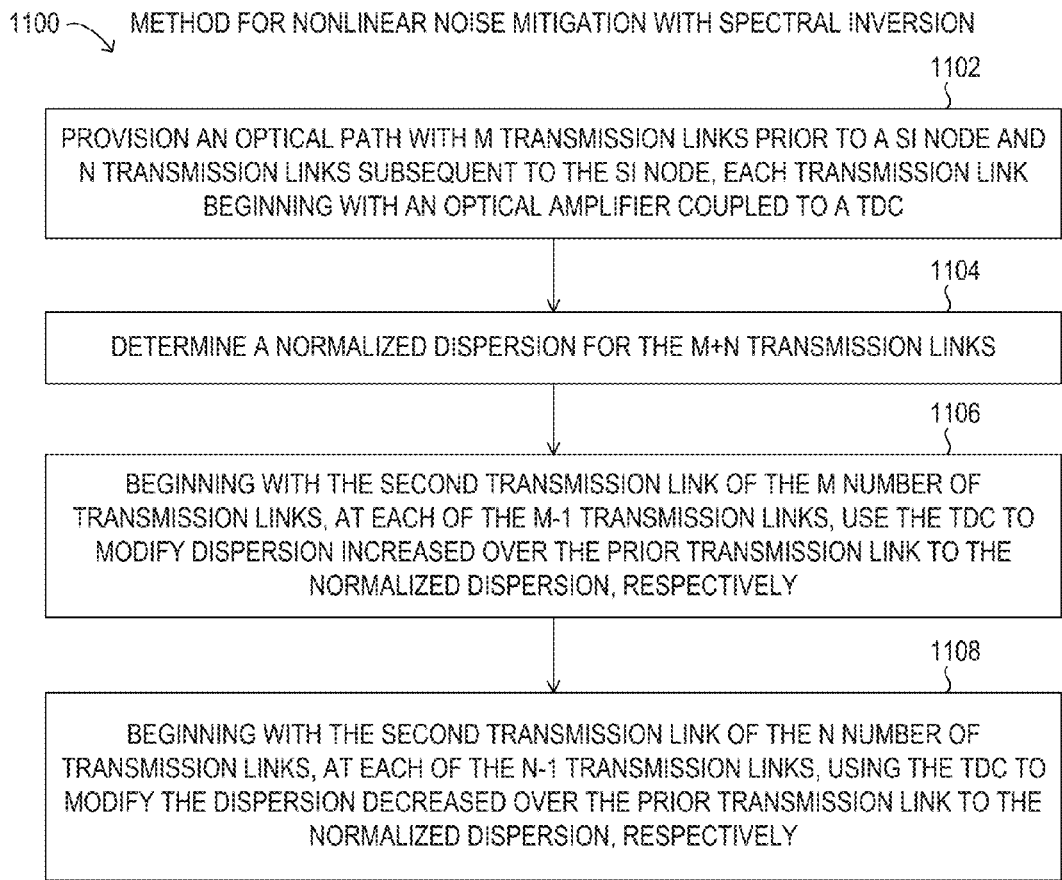 1100 METHOD FOR NONLINEAR NOISE MITIGATION WITH SPECTRAL INVERSION
1102
PROVISION AN OPTICAL PATH WITH M TRANSMISSION LINKS PRIOR TO A SI NODE AND
N TRANSMISSION LINKS SUBSEQUENT TO THE SI NODE, EACH TRANSMISSION LINK
BEGINNING WITH AN OPTICAL AMPLIFIER COUPLED TO A TDC
1104
DETERMINE A NORMALIZED DISPERSION FOR THE M+N TRANSMISSION LINKS
1106
BEGINNING WITH THE SECOND TRANSMISSION LINK OF THE M NUMBER OF
TRANSMISSION LINKS, AT EACH OF THE M-1 TRANSMISSION LINKS, USE THE TDC TO
MODIFY DISPERSION INCREASED OVER THE PRIOR TRANSMISSION LINK TO THE
NORMALIZED DISPERSION, RESPECTIVELY
1108
BEGINNING WITH THE SECOND TRANSMISSION LINK OF THE N NUMBER OF
TRANSMISSION LINKS, AT EACH OF THE N-1 TRANSMISSION LINKS, USING THE TDC TO
MODIFY THE DISPERSION DECREASED OVER THE PRIOR TRANSMISSION LINK TO THE
NORMALIZED DISPERSION, RESPECTIVELY